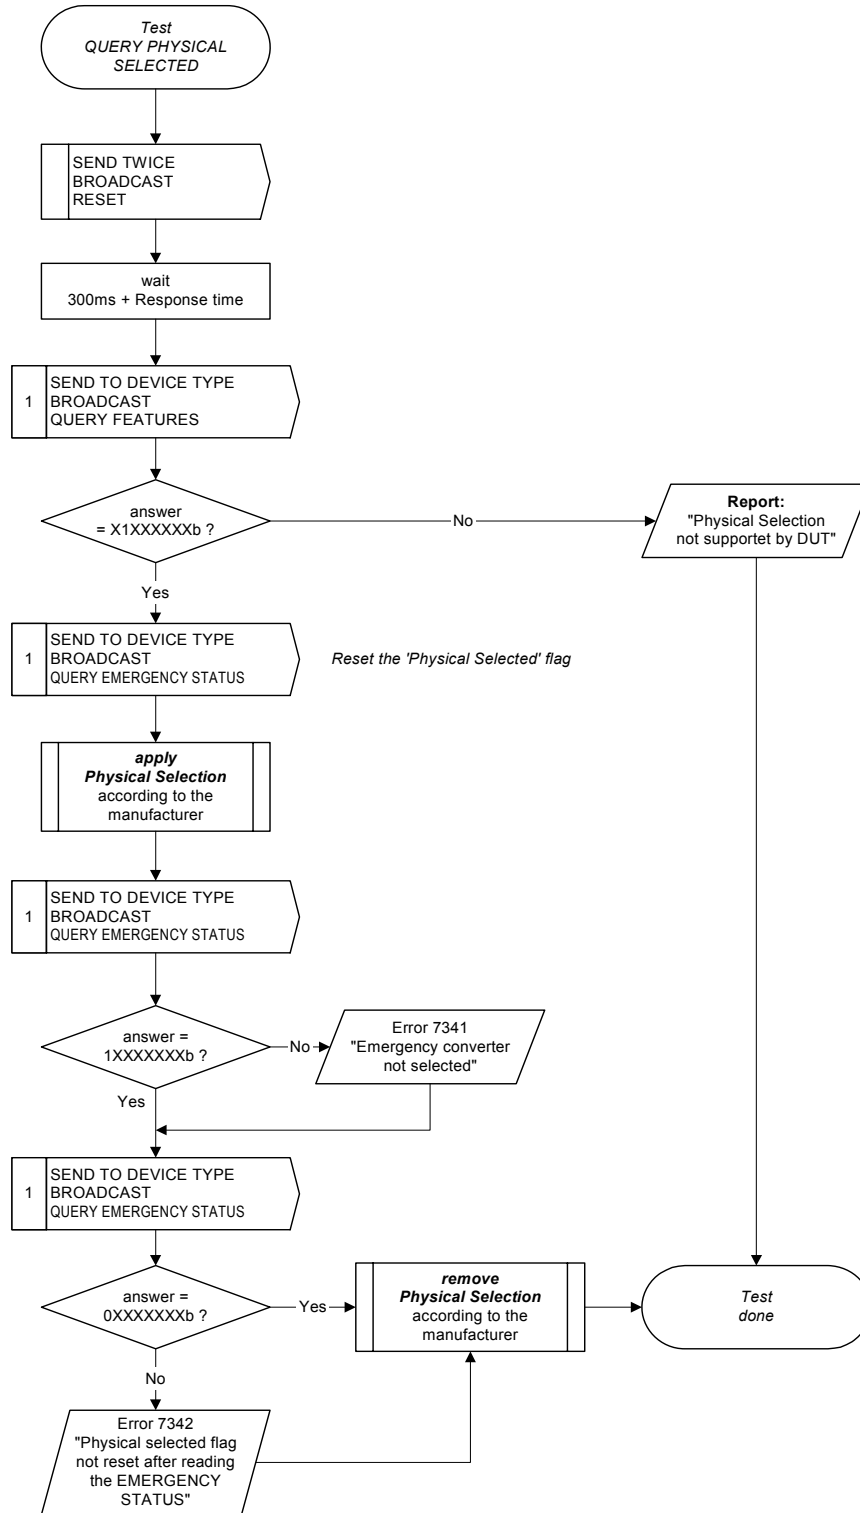 Test
QUERY PHYSICAL
SELECTED
SEND TWICE
BROADCAST
RESET
wait
300ms + Response time
1
SEND TO DEVICE TYPE
BROADCAST
QUERY FEATURES
answer
= X1XXXXXXb ?
No
Report:
"Physical Selection
not supportet by DUT"
Yes
1
SEND TO DEVICE TYPE
BROADCAST
QUERY EMERGENCY STATUS
Reset the 'Physical Selected' flag
apply
Physical Selection
according to the
manufacturer
1
SEND TO DEVICE TYPE
BROADCAST
QUERY EMERGENCY STATUS
answer =
1XXXXXXXb ?
No
Error 7341
"Emergency converter
not selected"
Yes
1
SEND TO DEVICE TYPE
BROADCAST
QUERY EMERGENCY STATUS
answer =
0XXXXXXXb ?
Yes
remove
Physical Selection
according to the
manufacturer
Test
done
No
Error 7342
"Physical selected flag
not reset after reading
the EMERGENCY
STATUS"